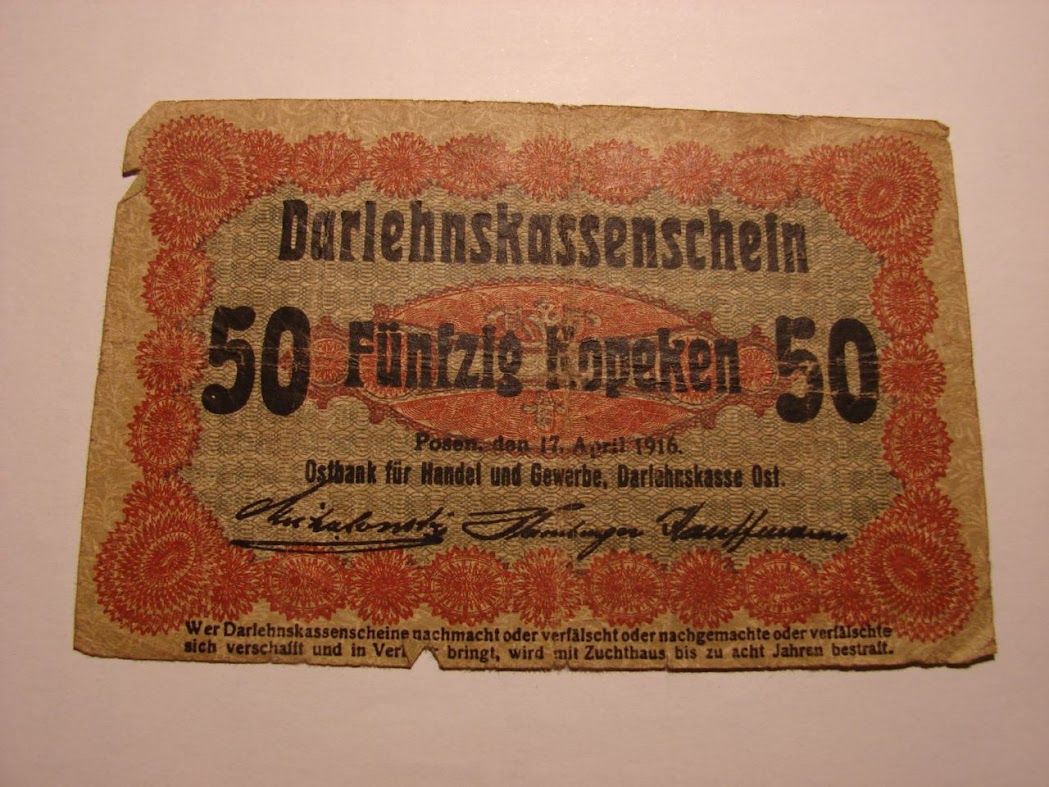 Darlehnskassenschein
50 Fünfzig Kopeken 50
Posen, den 17. April 1916.
Ostbank für Handel und Gewerbe, Darlehnskasse Ost.
Kauffmann
Wer Darlehnskassenscheine nachmacht oder verfälscht oder nachgemachte oder verfälschte
sich verschafft und in bringt, wird mit Zuchthaus bis zu acht Jahren bestraft.